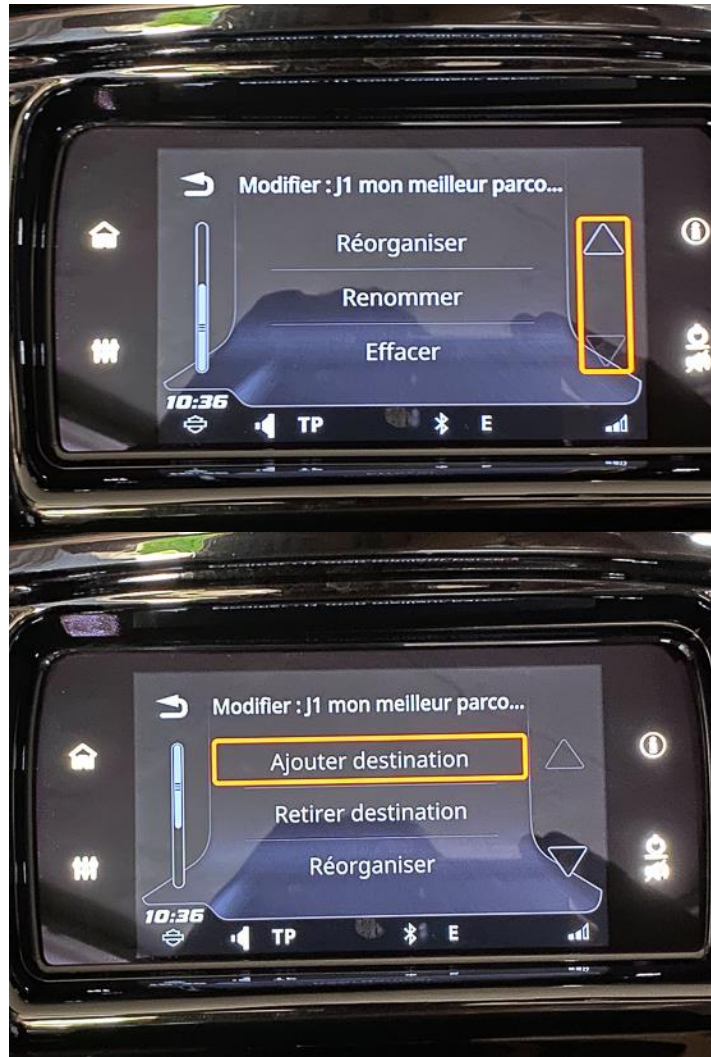 Modifier : J1 mon meilleur parco...
Réorganiser
Renommer
Effacer
10:36
TP
E
Modifier : J1 mon meilleur parco...
Ajouter destination
Retirer destination
Réorganiser
10:36
TP
E